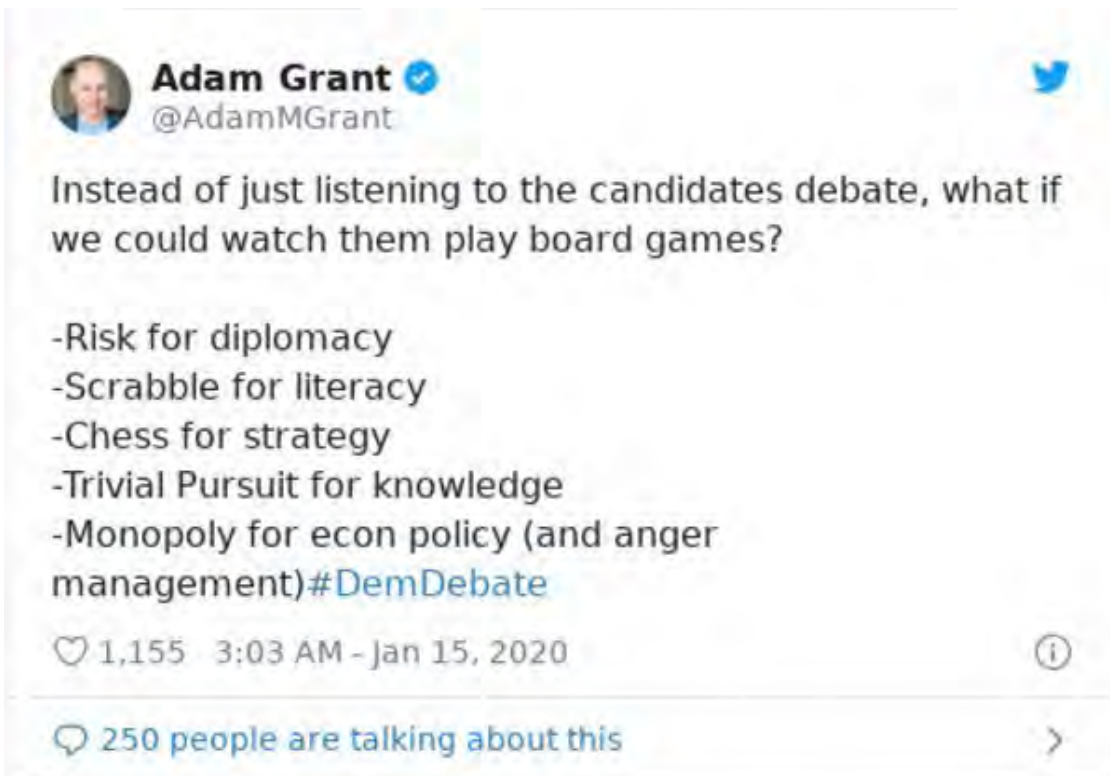 Adam Grant
@AdamMGrant
Instead of just listening to the candidates debate, what if
we could watch them play board games?
-Risk for diplomacy
-Scrabble for literacy
-Chess for strategy
-Trivial Pursuit for knowledge
-Monopoly for econ policy (and anger
management)#DemDebate
1,155 3:03 AM - Jan 15, 2020
250 people are talking about this